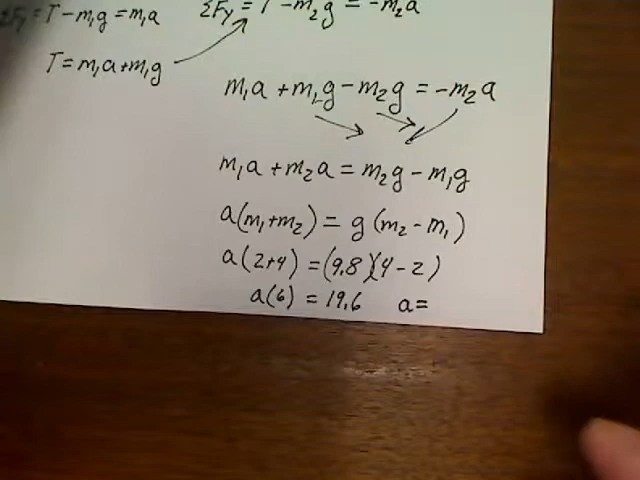 ΣFy = T - m₁g = m₁a ΣFy = T - m₂g = -m₂a
T = m₁a + m₁g
m₁a + m₁g - m₂g = -m₂a
m₁a + m₂a = m₂g - m₁g
a(m₁+m₂) = g(m₂ - m₁)
a(2+4) = (9.8)(4-2)
a(6) = 19.6 a=